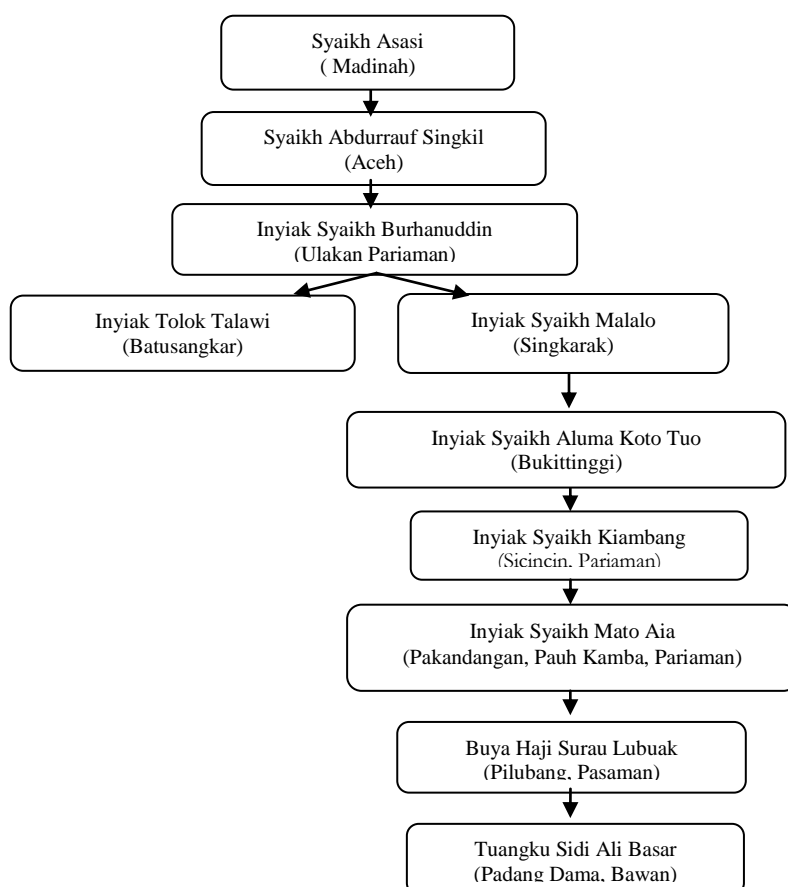 Syaikh Asasi
( Madinah)
Syaikh Abdurrauf Singkil
(Aceh)
Inyiak Syaikh Burhanuddin
(Ulakan Pariaman)
Inyiak Tolok Talawi
(Batusangkar)
Inyiak Syaikh Malalo
(Singkarak)
Inyiak Syaikh Aluma Koto Tuo
(Bukittinggi)
Inyiak Syaikh Kiambang
(Sicincin, Pariaman)
Inyiak Syaikh Mato Aia
(Pakandangan, Pauh Kamba, Pariaman)
Buya Haji Surau Lubuak
(Pilubang, Pasaman)
Tuangku Sidi Ali Basar
(Padang Dama, Bawan)